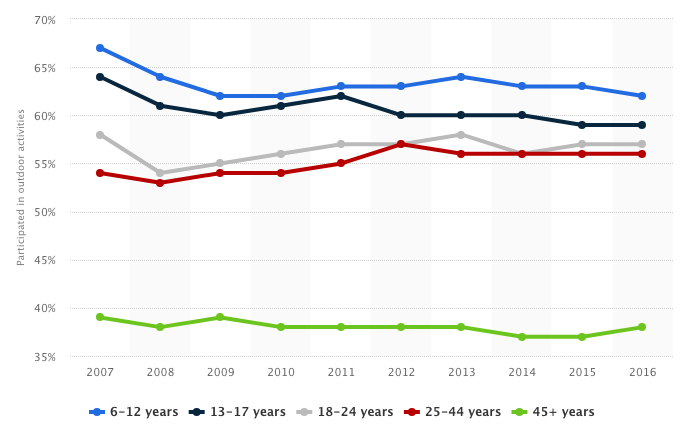 70%
65%
60%
55%
50%
45%
40%
35%
Participated in outdoor activities
2007 2008 2009 2010 2011 2012 2013 2014 2015 2016
6-12 years 13-17 years 18-24 years 25-44 years 45+ years